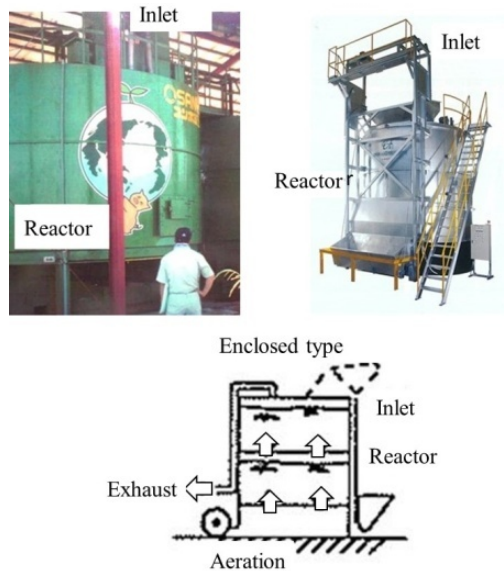 Inlet
Inlet
Reactor
Reactor
Enclosed type
Inlet
Reactor
Exhaust
Aeration